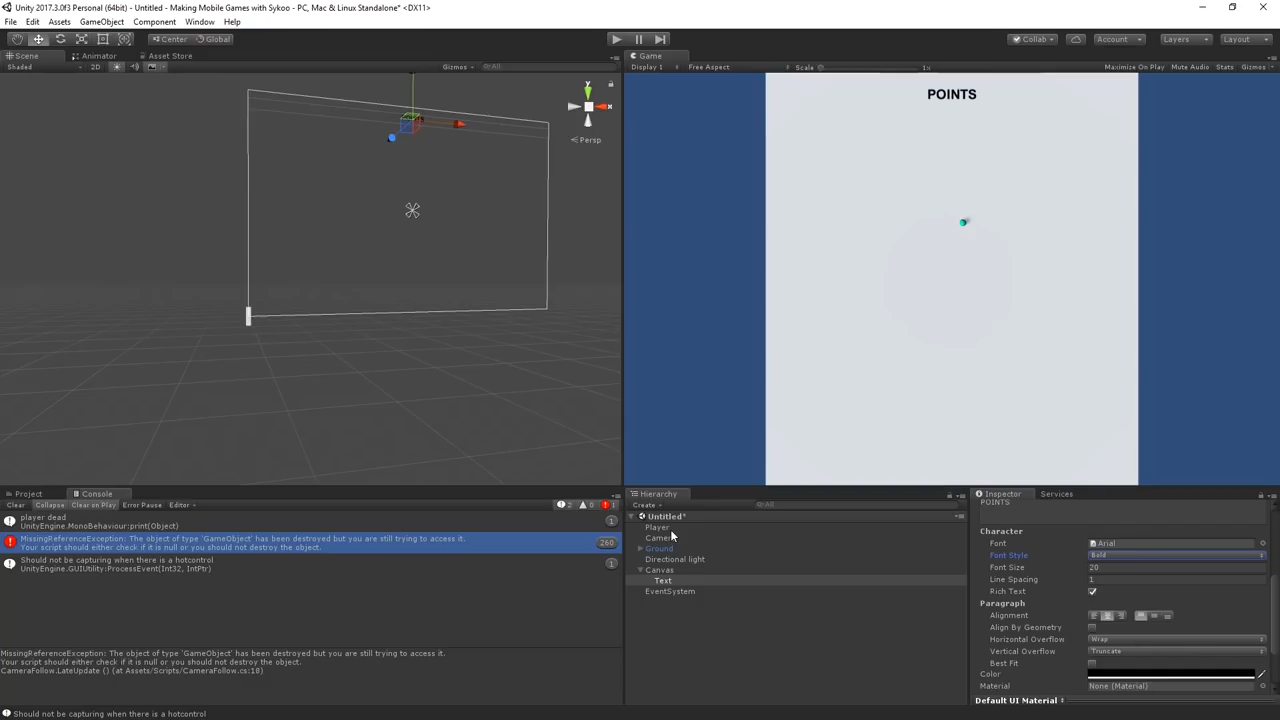 Unity 2017.3.0f3 Personal (64bit) - Untitled - Making Mobile Games with Sykoo - PC, Mac & Linux Standalone* <DX11>
File Edit Assets GameObject Component Window Help
Center Global Collab Account Layers Layout
Scene Animator Asset Store Game
Shaded 2D Gizmos All Display 1 Free Aspect Scale 1x Maximize On Play Mute Audio Stats Gizmos
y
x
Persp
POINTS
Project Console
Clear Collapse Clear on Play Error Pause Editor 2 0 1
player dead
UnityEngine.MonoBehaviour:print(Object)
1
MissingReferenceException: The object of type 'GameObject' has been destroyed but you are still trying to access it.
Your script should either check if it is null or you should not destroy the object.
260
Should not be capturing when there is a hotcontrol
UnityEngine.GUIUtility:ProcessEvent(Int32, IntPtr)
1
MissingReferenceException: The object of type 'GameObject' has been destroyed but you are still trying to access it.
Your script should either check if it is null or you should not destroy the object.
CameraFollow.LateUpdate () (at Assets/Scripts/CameraFollow.cs:18)
Should not be capturing when there is a hotcontrol
Hierarchy
Create All
Untitled*
Player
Ground
Directional light
Canvas
Text
EventSystem
Inspector Services
POINTS
Character
Font Arial
Font Style Bold
Font Size 20
Line Spacing 1
Rich Text
Paragraph
Alignment
Align By Geometry
Horizontal Overflow Wrap
Vertical Overflow Truncate
Best Fit
Color
Material None (Material)
Default UI Material